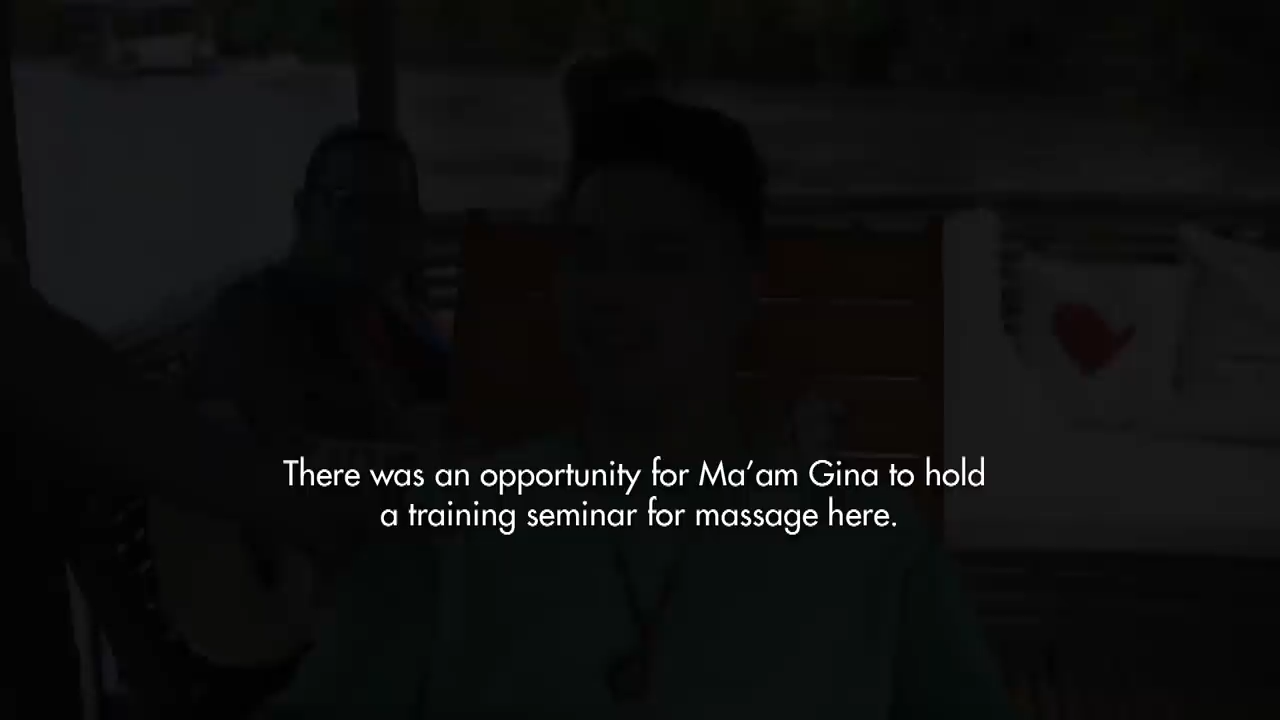 There was an opportunity for Ma’am Gina to hold
a training seminar for massage here.